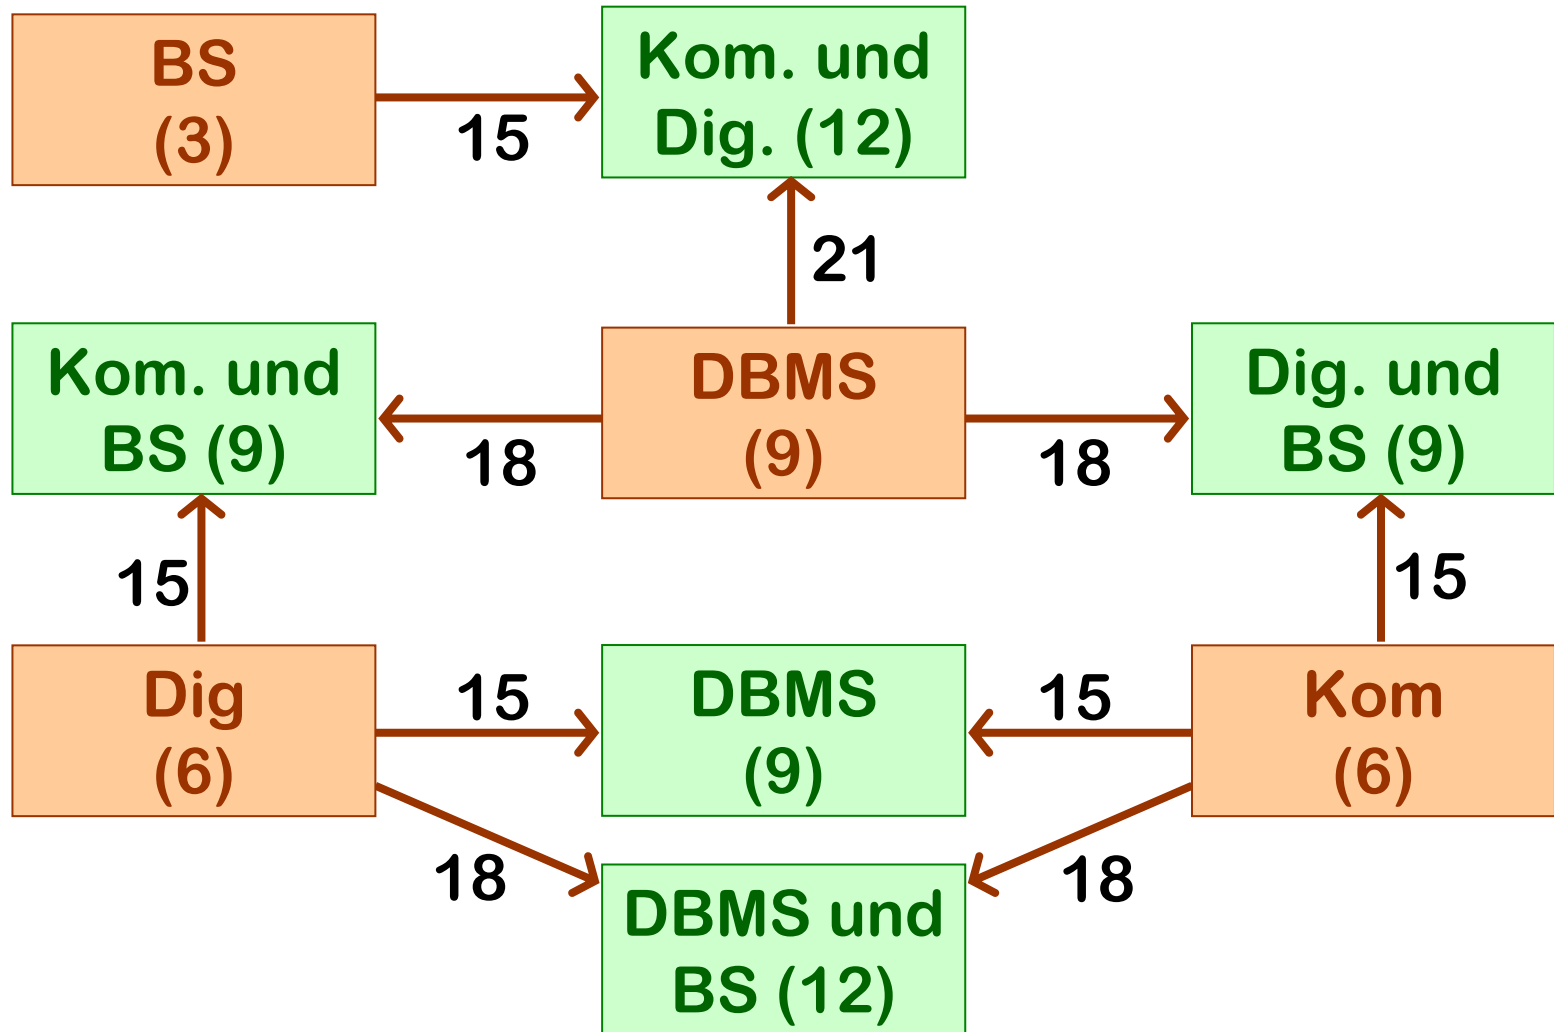 BS
(3)
15
Kom. und
Dig. (12)
21
Kom. und
BS (9)
18
DBMS
(9)
18
Dig. und
BS (9)
15
15
Dig
(6)
15
DBMS
(9)
15
Kom
(6)
18
DBMS und
BS (12)
18